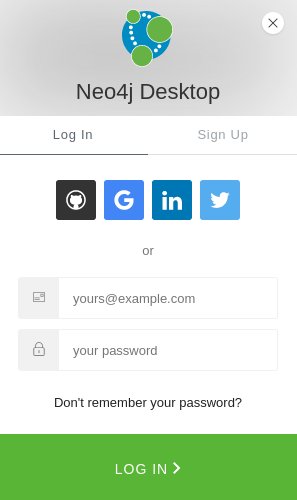 Neo4j Desktop
Log In
Sign Up
or
yours@example.com
your password
Don't remember your password?
LOG IN